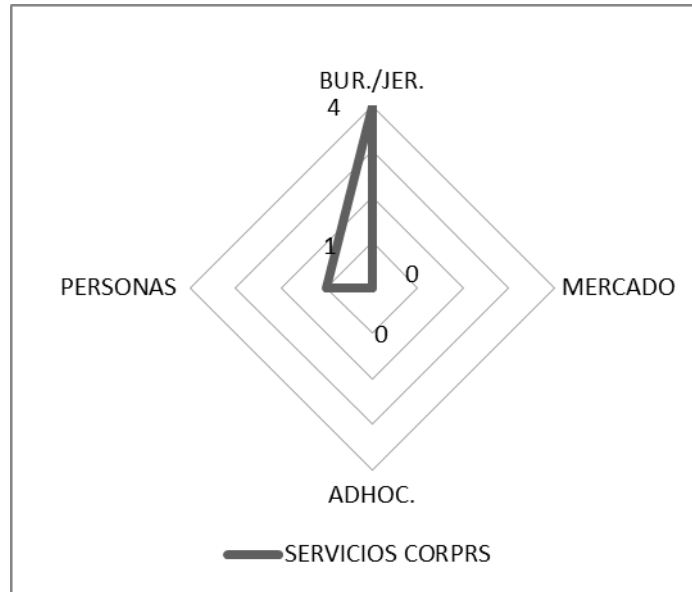 BUR./JER.
4
1
0
PERSONAS
MERCADO
0
ADHOC.
SERVICIOS CORPRS